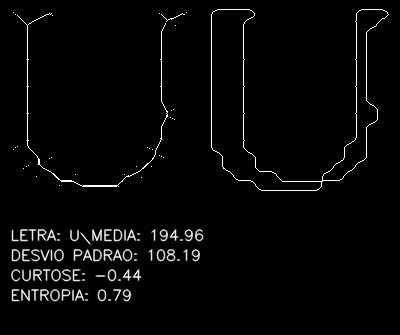 U U
LETRA: U\MEDIA: 194.96
DESVIO PADRAO: 108.19
CURTOSE: -0.44
ENTROPIA: 0.79